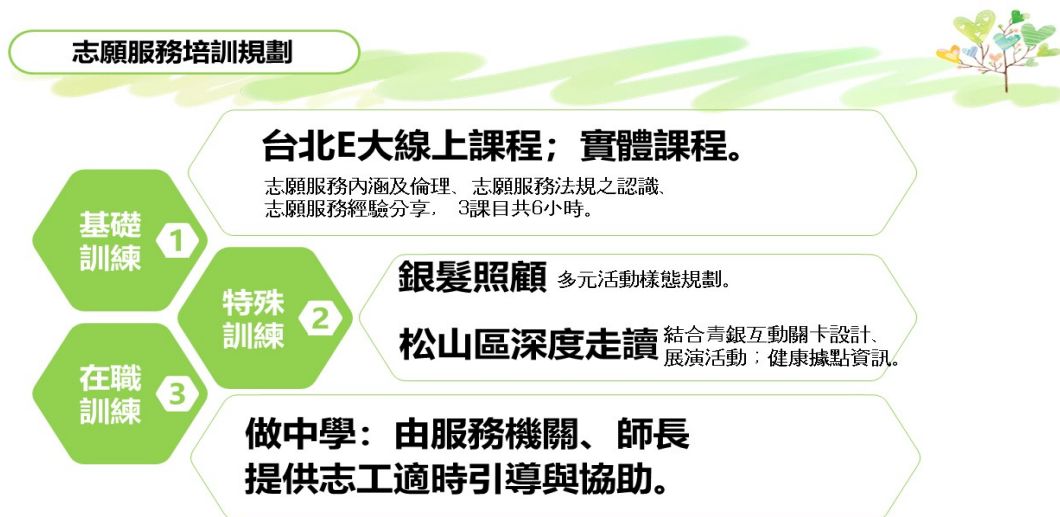 志願服務培訓規劃
台北E大線上課程；實體課程。
志願服務內涵及倫理、志願服務法規之認識、
志願服務經驗分享， 3課目共6小時。
基礎
訓練
1
銀髮照顧 多元活動樣態規劃。
特殊
訓練
2
松山區深度走讀 結合青銀互動關卡設計、
展演活動；健康據點資訊。
在職
訓練
3
做中學：由服務機關、師長
提供志工適時引導與協助。